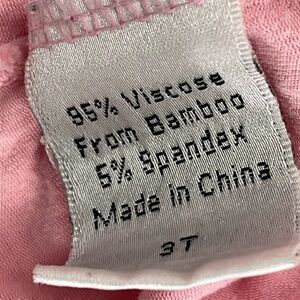 95% Viscose
From Bamboo
5% Spandex
Made in China
3T